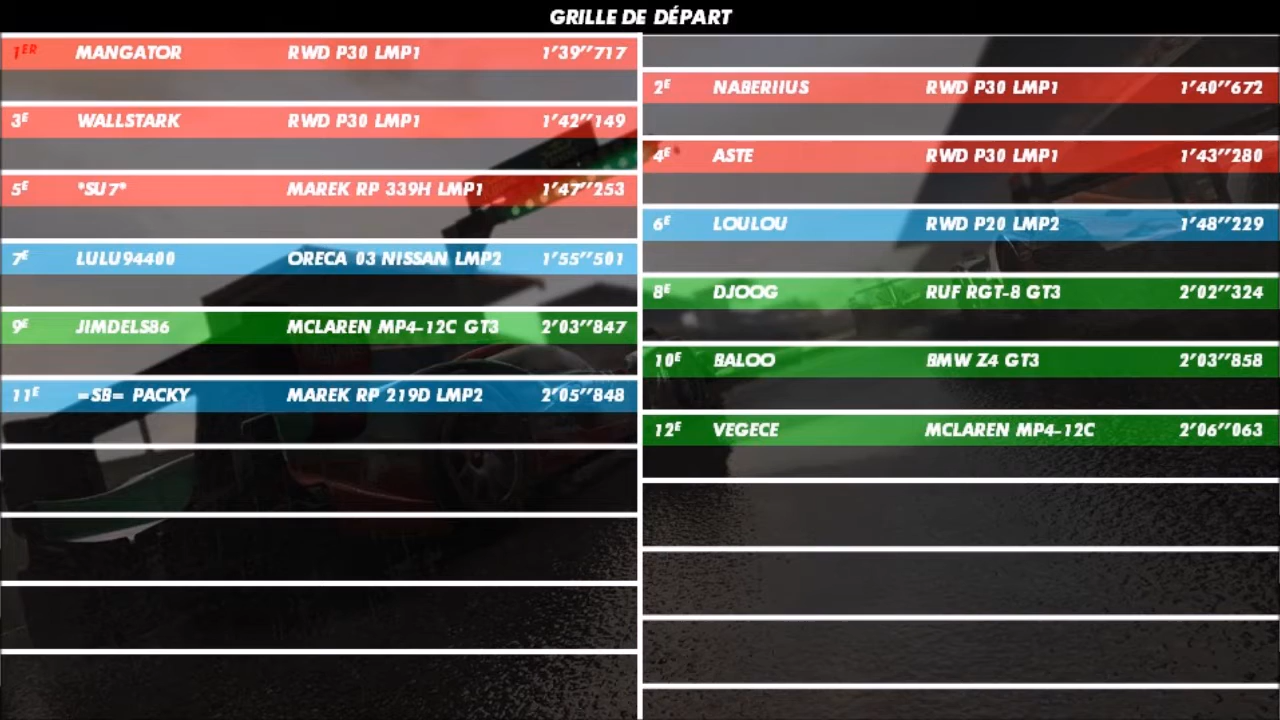 GRILLE DE DÉPART
1ER MANGATOR RWD P30 LMP1 1'39''717
2E NABERIIUS RWD P30 LMP1 1'40''672
3E WALLSTARK RWD P30 LMP1 1'42''149
4E ASTE RWD P30 LMP1 1'43''280
5E *SU7* MAREK RP 339H LMP1 1'47''253
6E LOULOU RWD P20 LMP2 1'48''229
7E LULU94400 ORECA 03 NISSAN LMP2 1'55''501
8E DJOOG RUF RGT-8 GT3 2'02''324
9E JIMDELS86 MCLAREN MP4-12C GT3 2'03''847
10E BALOO BMW Z4 GT3 2'03''858
11E =SB= PACKY MAREK RP 219D LMP2 2'05''848
12E VEGECE MCLAREN MP4-12C 2'06''063